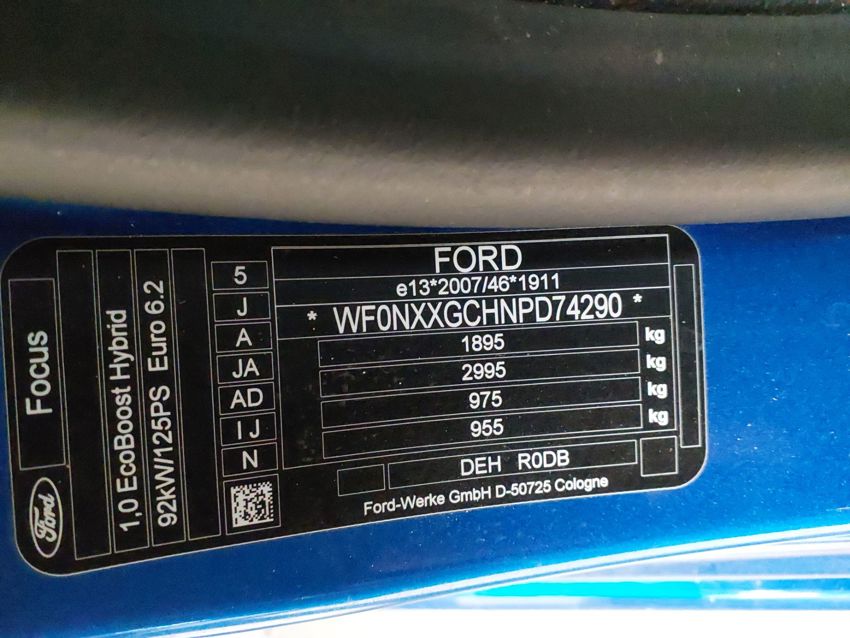 FORD
e13*2007/46*1911
* WF0NXXGCHNPD74290 *
1895 kg
2995 kg
975 kg
955 kg
DEH R0DB
Ford-Werke GmbH D-50725 Cologne
5
J
A
JA
AD
I J
N
Focus
1,0 EcoBoost Hybrid
92kW/125PS Euro 6.2
Ford